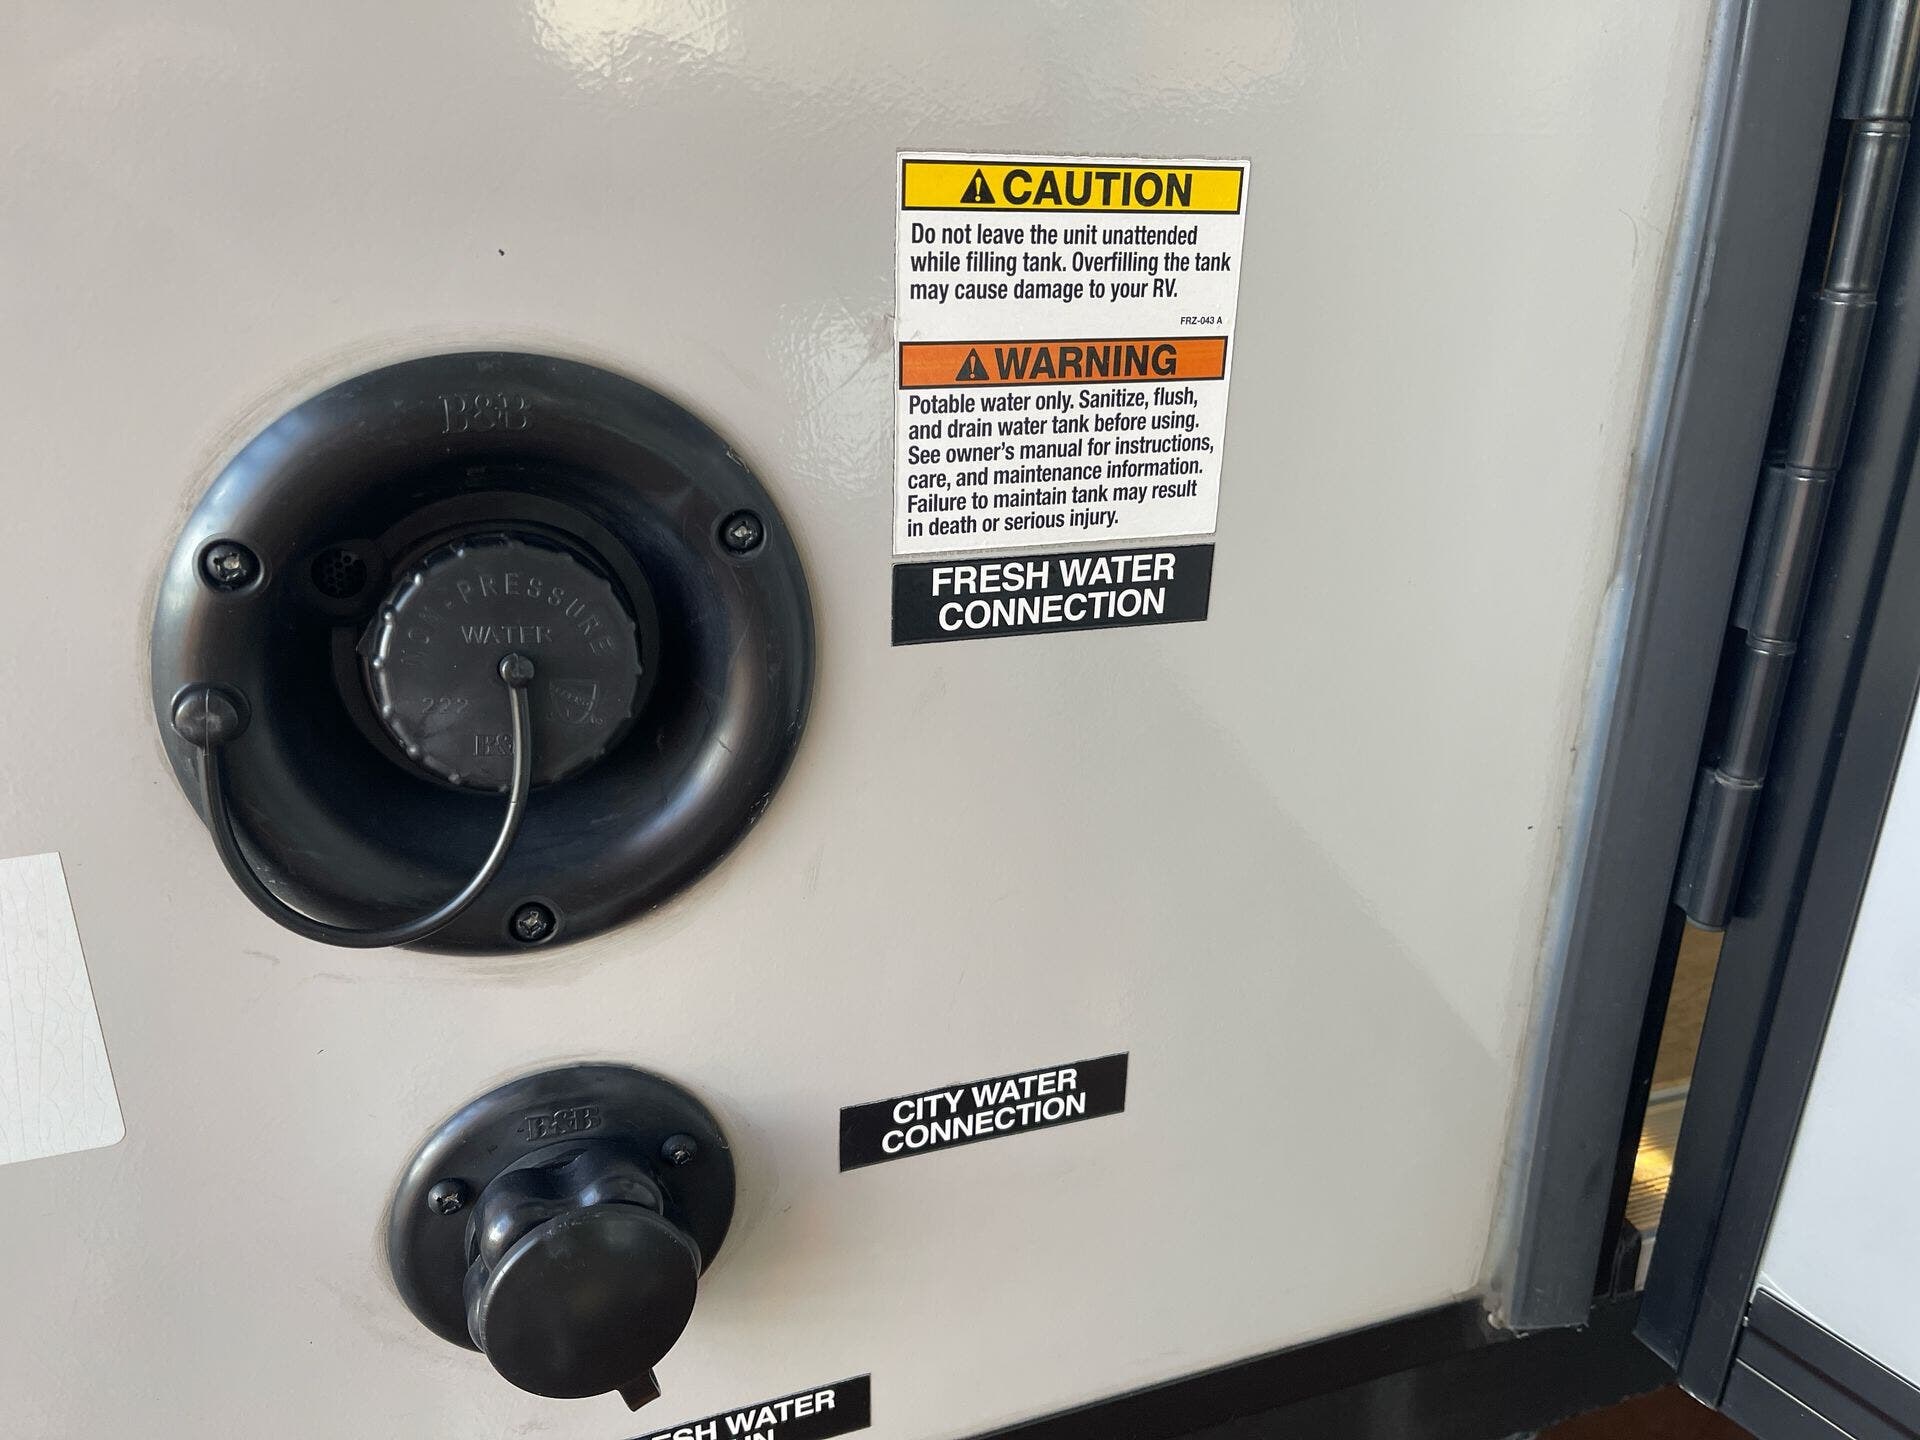 CAUTION
Do not leave the unit unattended
while filling tank. Overfilling the tank
may cause damage to your RV.
FRZ-043 A
WARNING
Potable water only. Sanitize, flush,
and drain water tank before using.
See owner's manual for instructions,
care, and maintenance information.
Failure to maintain tank may result
in death or serious injury.
FRESH WATER
CONNECTION
B&B
NON-PRESSURE
WATER
222
CITY WATER
CONNECTION
B&B
WATER